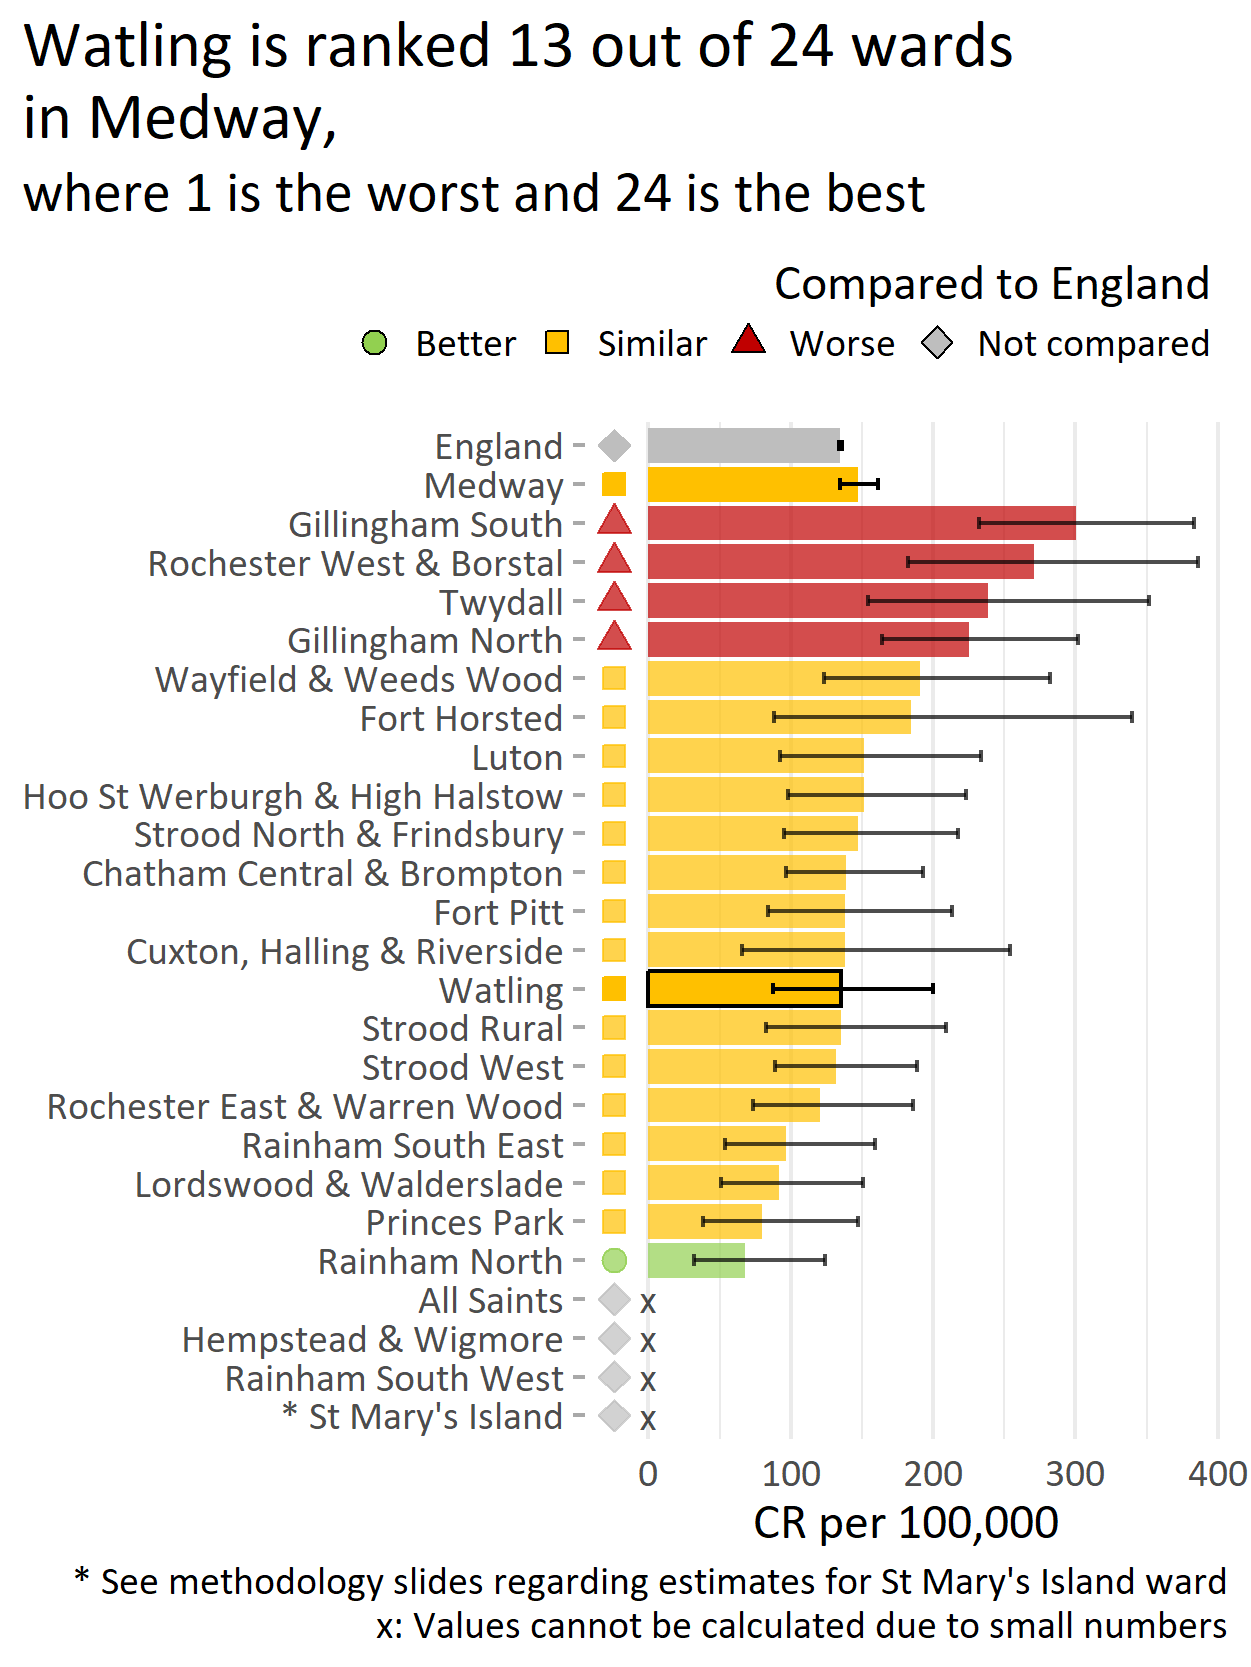 Watling is ranked 13 out of 24 wards
in Medway,
where 1 is the worst and 24 is the best
Compared to England
Better Similar Worse Not compared
England
Medway
Gillingham South
Rochester West & Borstal
Twydall
Gillingham North
Wayfield & Weeds Wood
Fort Horsted
Luton
Hoo St Werburgh & High Halstow
Strood North & Frindsbury
Chatham Central & Brompton
Fort Pitt
Cuxton, Halling & Riverside
Watling
Strood Rural
Strood West
Rochester East & Warren Wood
Rainham South East
Lordswood & Walderslade
Princes Park
Rainham North
All Saints x
Hempstead & Wigmore x
Rainham South West x
* St Mary's Island x
0 100 200 300 400
CR per 100,000
* See methodology slides regarding estimates for St Mary's Island ward
x: Values cannot be calculated due to small numbers